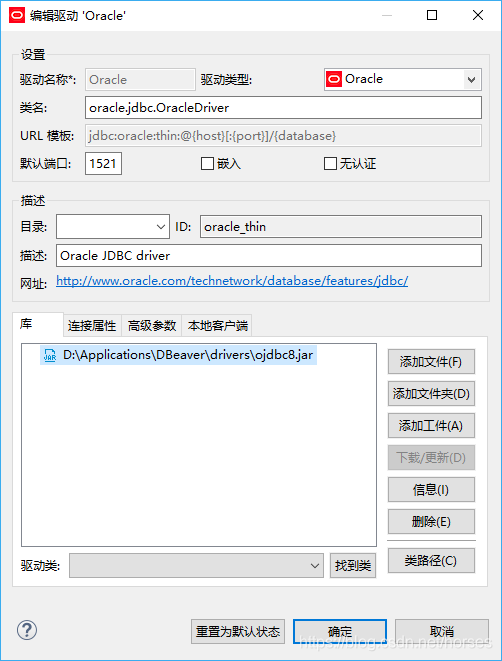 编辑驱动 'Oracle'
设置
驱动名称*: Oracle 驱动类型: Oracle
类名: oracle.jdbc.OracleDriver
URL 模板: jdbc:oracle:thin:@{host}[:{port}]/{database}
默认端口: 1521 嵌入 无认证
描述
目录: ID: oracle_thin
描述: Oracle JDBC driver
网址: http://www.oracle.com/technetwork/database/features/jdbc/
库 连接属性 高级参数 本地客户端
D:\Applications\DBeaver\drivers\ojdbc8.jar
添加文件(F)
添加文件夹(D)
添加工件(A)
下载/更新(D)
信息(I)
删除(E)
类路径(C)
驱动类: 找到类
重置为默认状态 确定 取消
https://blog.csdn.net/horses